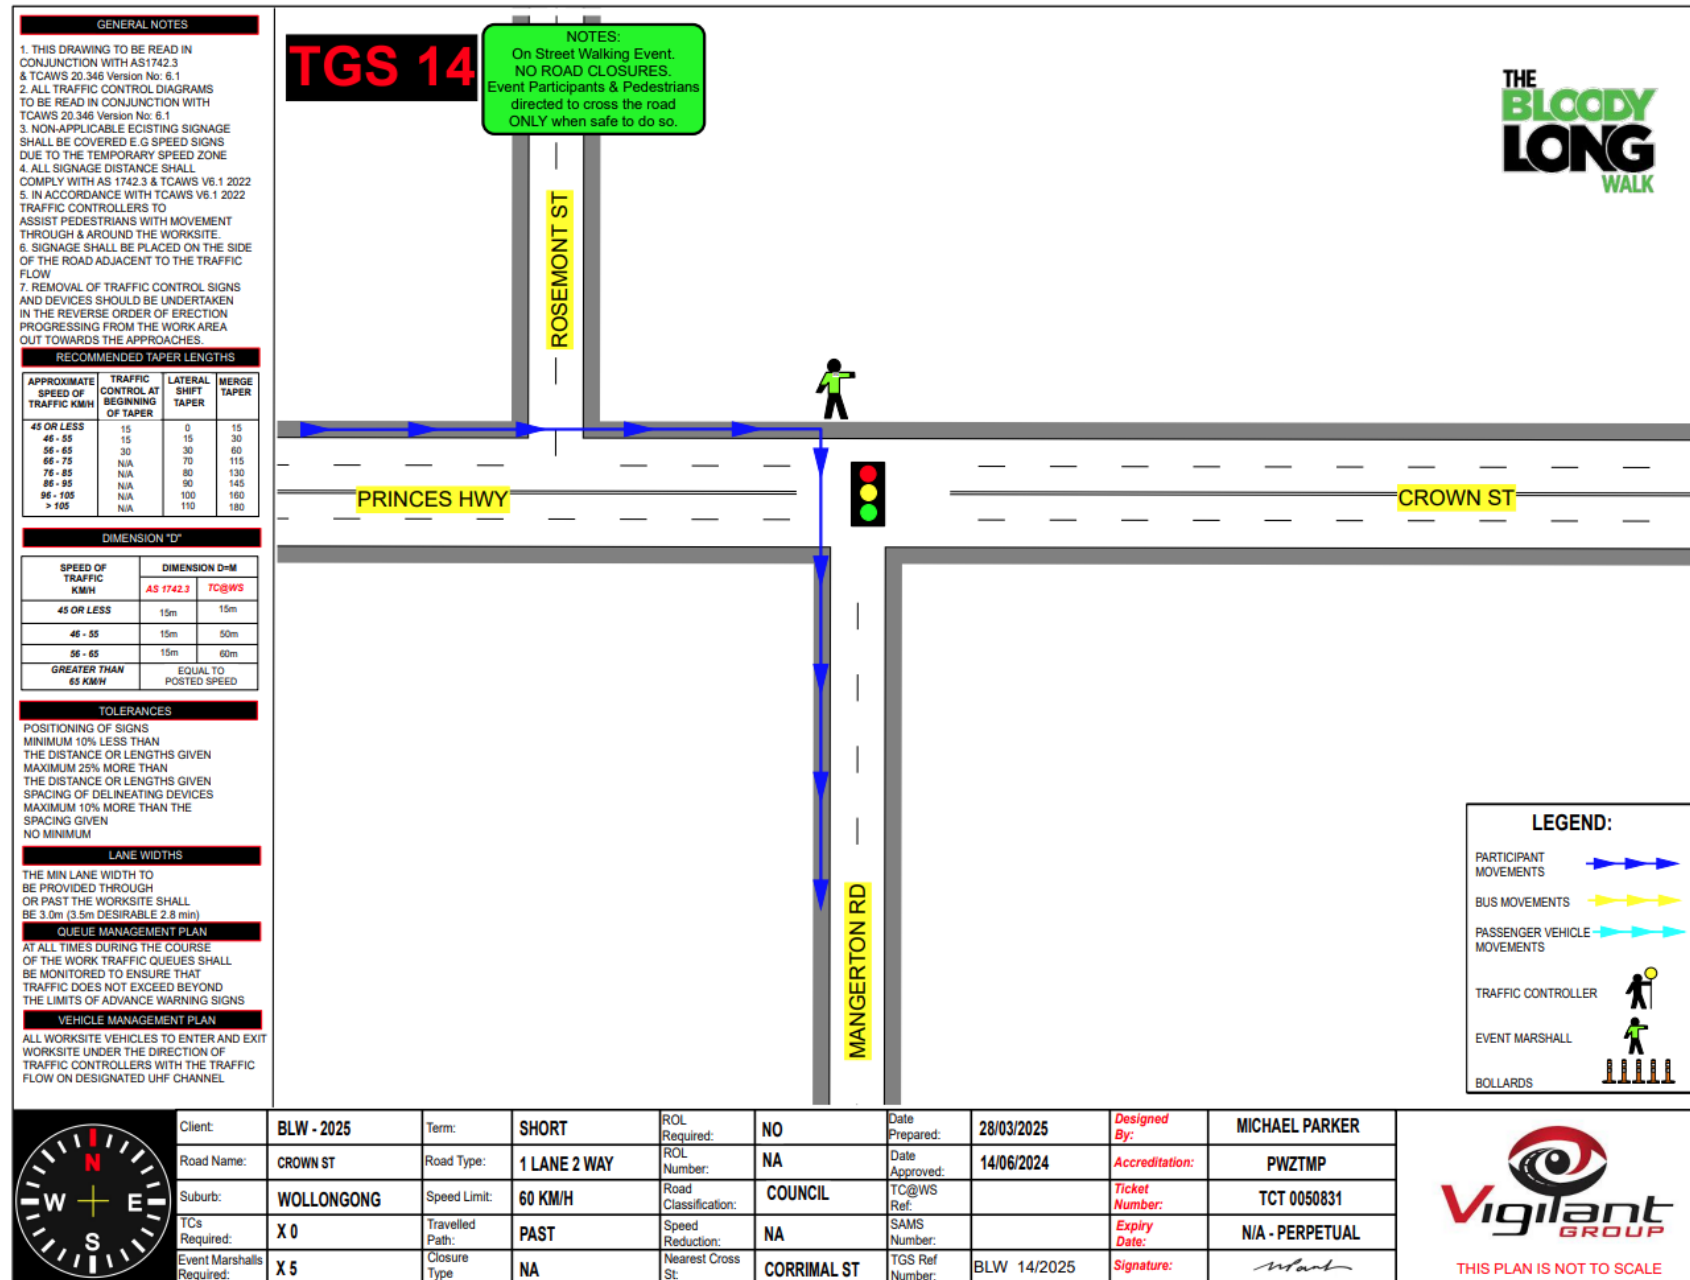 GENERAL NOTES
1. THIS DRAWING TO BE READ IN
CONJUNCTION WITH AS1742.3
& TCAWS 20.346 Version No: 6.1
2. ALL TRAFFIC CONTROL DIAGRAMS
TO BE READ IN CONJUNCTION WITH
TCAWS 20.346 Version No: 6.1
3. NON-APPLICABLE ECISTING SIGNAGE
SHALL BE COVERED E.G SPEED SIGNS
DUE TO THE TEMPORARY SPEED ZONE
4. ALL SIGNAGE DISTANCE SHALL
COMPLY WITH AS 1742.3 & TCAWS V6.1 2022
5. IN ACCORDANCE WITH TCAWS V6.1 2022
TRAFFIC CONTROLLERS TO
ASSIST PEDESTRIANS WITH MOVEMENT
THROUGH & AROUND THE WORKSITE.
6. SIGNAGE SHALL BE PLACED ON THE SIDE
OF THE ROAD ADJACENT TO THE TRAFFIC
FLOW
7. REMOVAL OF TRAFFIC CONTROL SIGNS
AND DEVICES SHOULD BE UNDERTAKEN
IN THE REVERSE ORDER OF ERECTION
PROGRESSING FROM THE WORK AREA
OUT TOWARDS THE APPROACHES.
RECOMMENDED TAPER LENGTHS
APPROXIMATE SPEED OF TRAFFIC KM/H | TRAFFIC CONTROL AT BEGINNING OF TAPER | LATERAL SHIFT TAPER | MERGE TAPER
45 OR LESS 15 0 15
46 - 55 15 15 30
56 - 65 30 30 60
66 - 75 N/A 70 115
76 - 85 N/A 80 130
86 - 95 N/A 90 145
96 - 105 N/A 100 160
> 105 N/A 110 180
DIMENSION "D"
SPEED OF TRAFFIC KM/H | DIMENSION D=M
AS 1742.3 TC@WS
45 OR LESS 15m 15m
46 - 55 15m 50m
56 - 65 15m 60m
GREATER THAN 65 KM/H EQUAL TO POSTED SPEED
TOLERANCES
POSITIONING OF SIGNS
MINIMUM 10% LESS THAN
THE DISTANCE OR LENGTHS GIVEN
MAXIMUM 25% MORE THAN
THE DISTANCE OR LENGTHS GIVEN
SPACING OF DELINEATING DEVICES
MAXIMUM 10% MORE THAN THE
SPACING GIVEN
NO MINIMUM
LANE WIDTHS
THE MIN LANE WIDTH TO
BE PROVIDED THROUGH
OR PAST THE WORKSITE SHALL
BE 3.0m (3.5m DESIRABLE 2.8 min)
QUEUE MANAGEMENT PLAN
AT ALL TIMES DURING THE COURSE
OF THE WORK TRAFFIC QUEUES SHALL
BE MONITORED TO ENSURE THAT
TRAFFIC DOES NOT EXCEED BEYOND
THE LIMITS OF ADVANCE WARNING SIGNS
VEHICLE MANAGEMENT PLAN
ALL WORKSITE VEHICLES TO ENTER AND EXIT
WORKSITE UNDER THE DIRECTION OF
TRAFFIC CONTROLLERS WITH THE TRAFFIC
FLOW ON DESIGNATED UHF CHANNEL
TGS 14
NOTES:
On Street Walking Event.
NO ROAD CLOSURES.
Event Participants & Pedestrians
directed to cross the road
ONLY when safe to do so.
THE
BLOODY
LONG
WALK
ROSEMONT ST
PRINCES HWY
CROWN ST
MANGERTON RD
LEGEND:
PARTICIPANT
MOVEMENTS
BUS MOVEMENTS
PASSENGER VEHICLE
MOVEMENTS
TRAFFIC CONTROLLER
EVENT MARSHALL
BOLLARDS
N
W E
S
Client: BLW - 2025 Term: SHORT ROL Required: NO Date Prepared: 28/03/2025 Designed By: MICHAEL PARKER
Road Name: CROWN ST Road Type: 1 LANE 2 WAY ROL Number: NA Date Approved: 14/06/2024 Accreditation: PWZTMP
Suburb: WOLLONGONG Speed Limit: 60 KM/H Road Classification: COUNCIL TC@WS Ref: Ticket Number: TCT 0050831
TCs Required: X 0 Travelled Path: PAST Speed Reduction: NA SAMS Number: Expiry Date: N/A - PERPETUAL
Event Marshalls Required: X 5 Closure Type NA Nearest Cross St: CORRIMAL ST TGS Ref Number: BLW 14/2025 Signature:
Vigilant
GROUP
THIS PLAN IS NOT TO SCALE